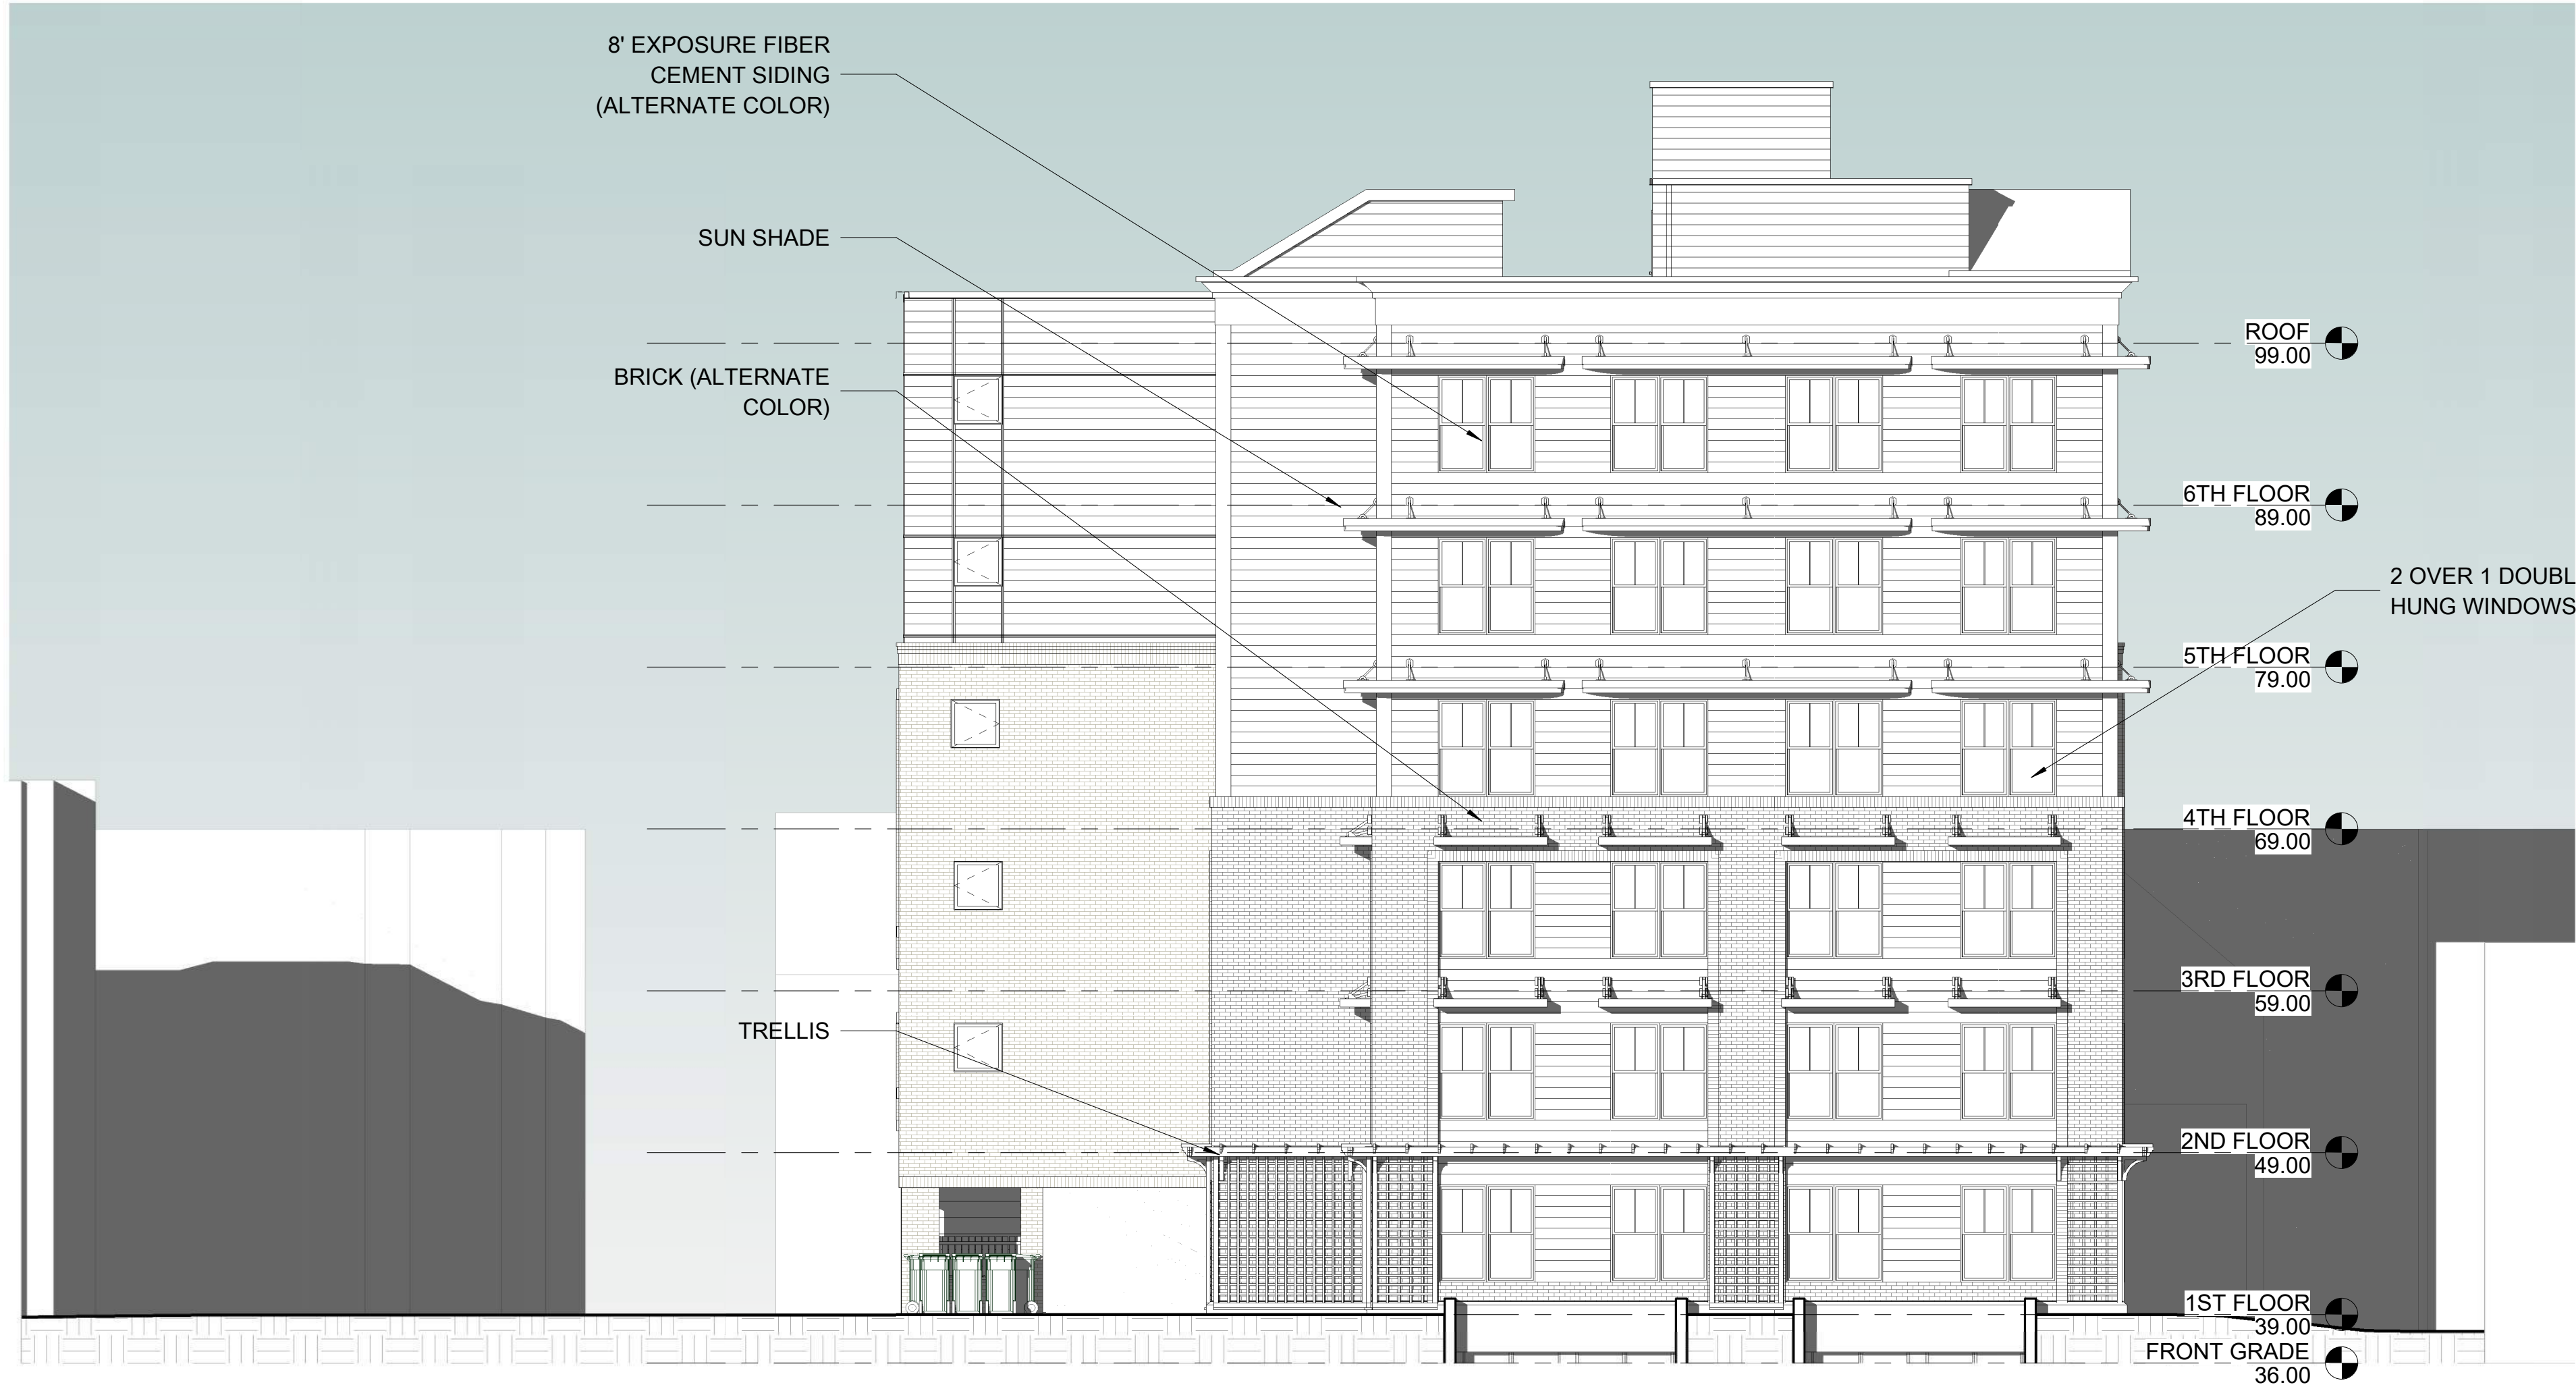 8' EXPOSURE FIBER
CEMENT SIDING
(ALTERNATE COLOR)
SUN SHADE
BRICK (ALTERNATE
COLOR)
TRELLIS
ROOF
99.00
6TH FLOOR
89.00
2 OVER 1 DOUBL
HUNG WINDOWS
5TH FLOOR
79.00
4TH FLOOR
69.00
3RD FLOOR
59.00
2ND FLOOR
49.00
1ST FLOOR
39.00
FRONT GRADE
36.00